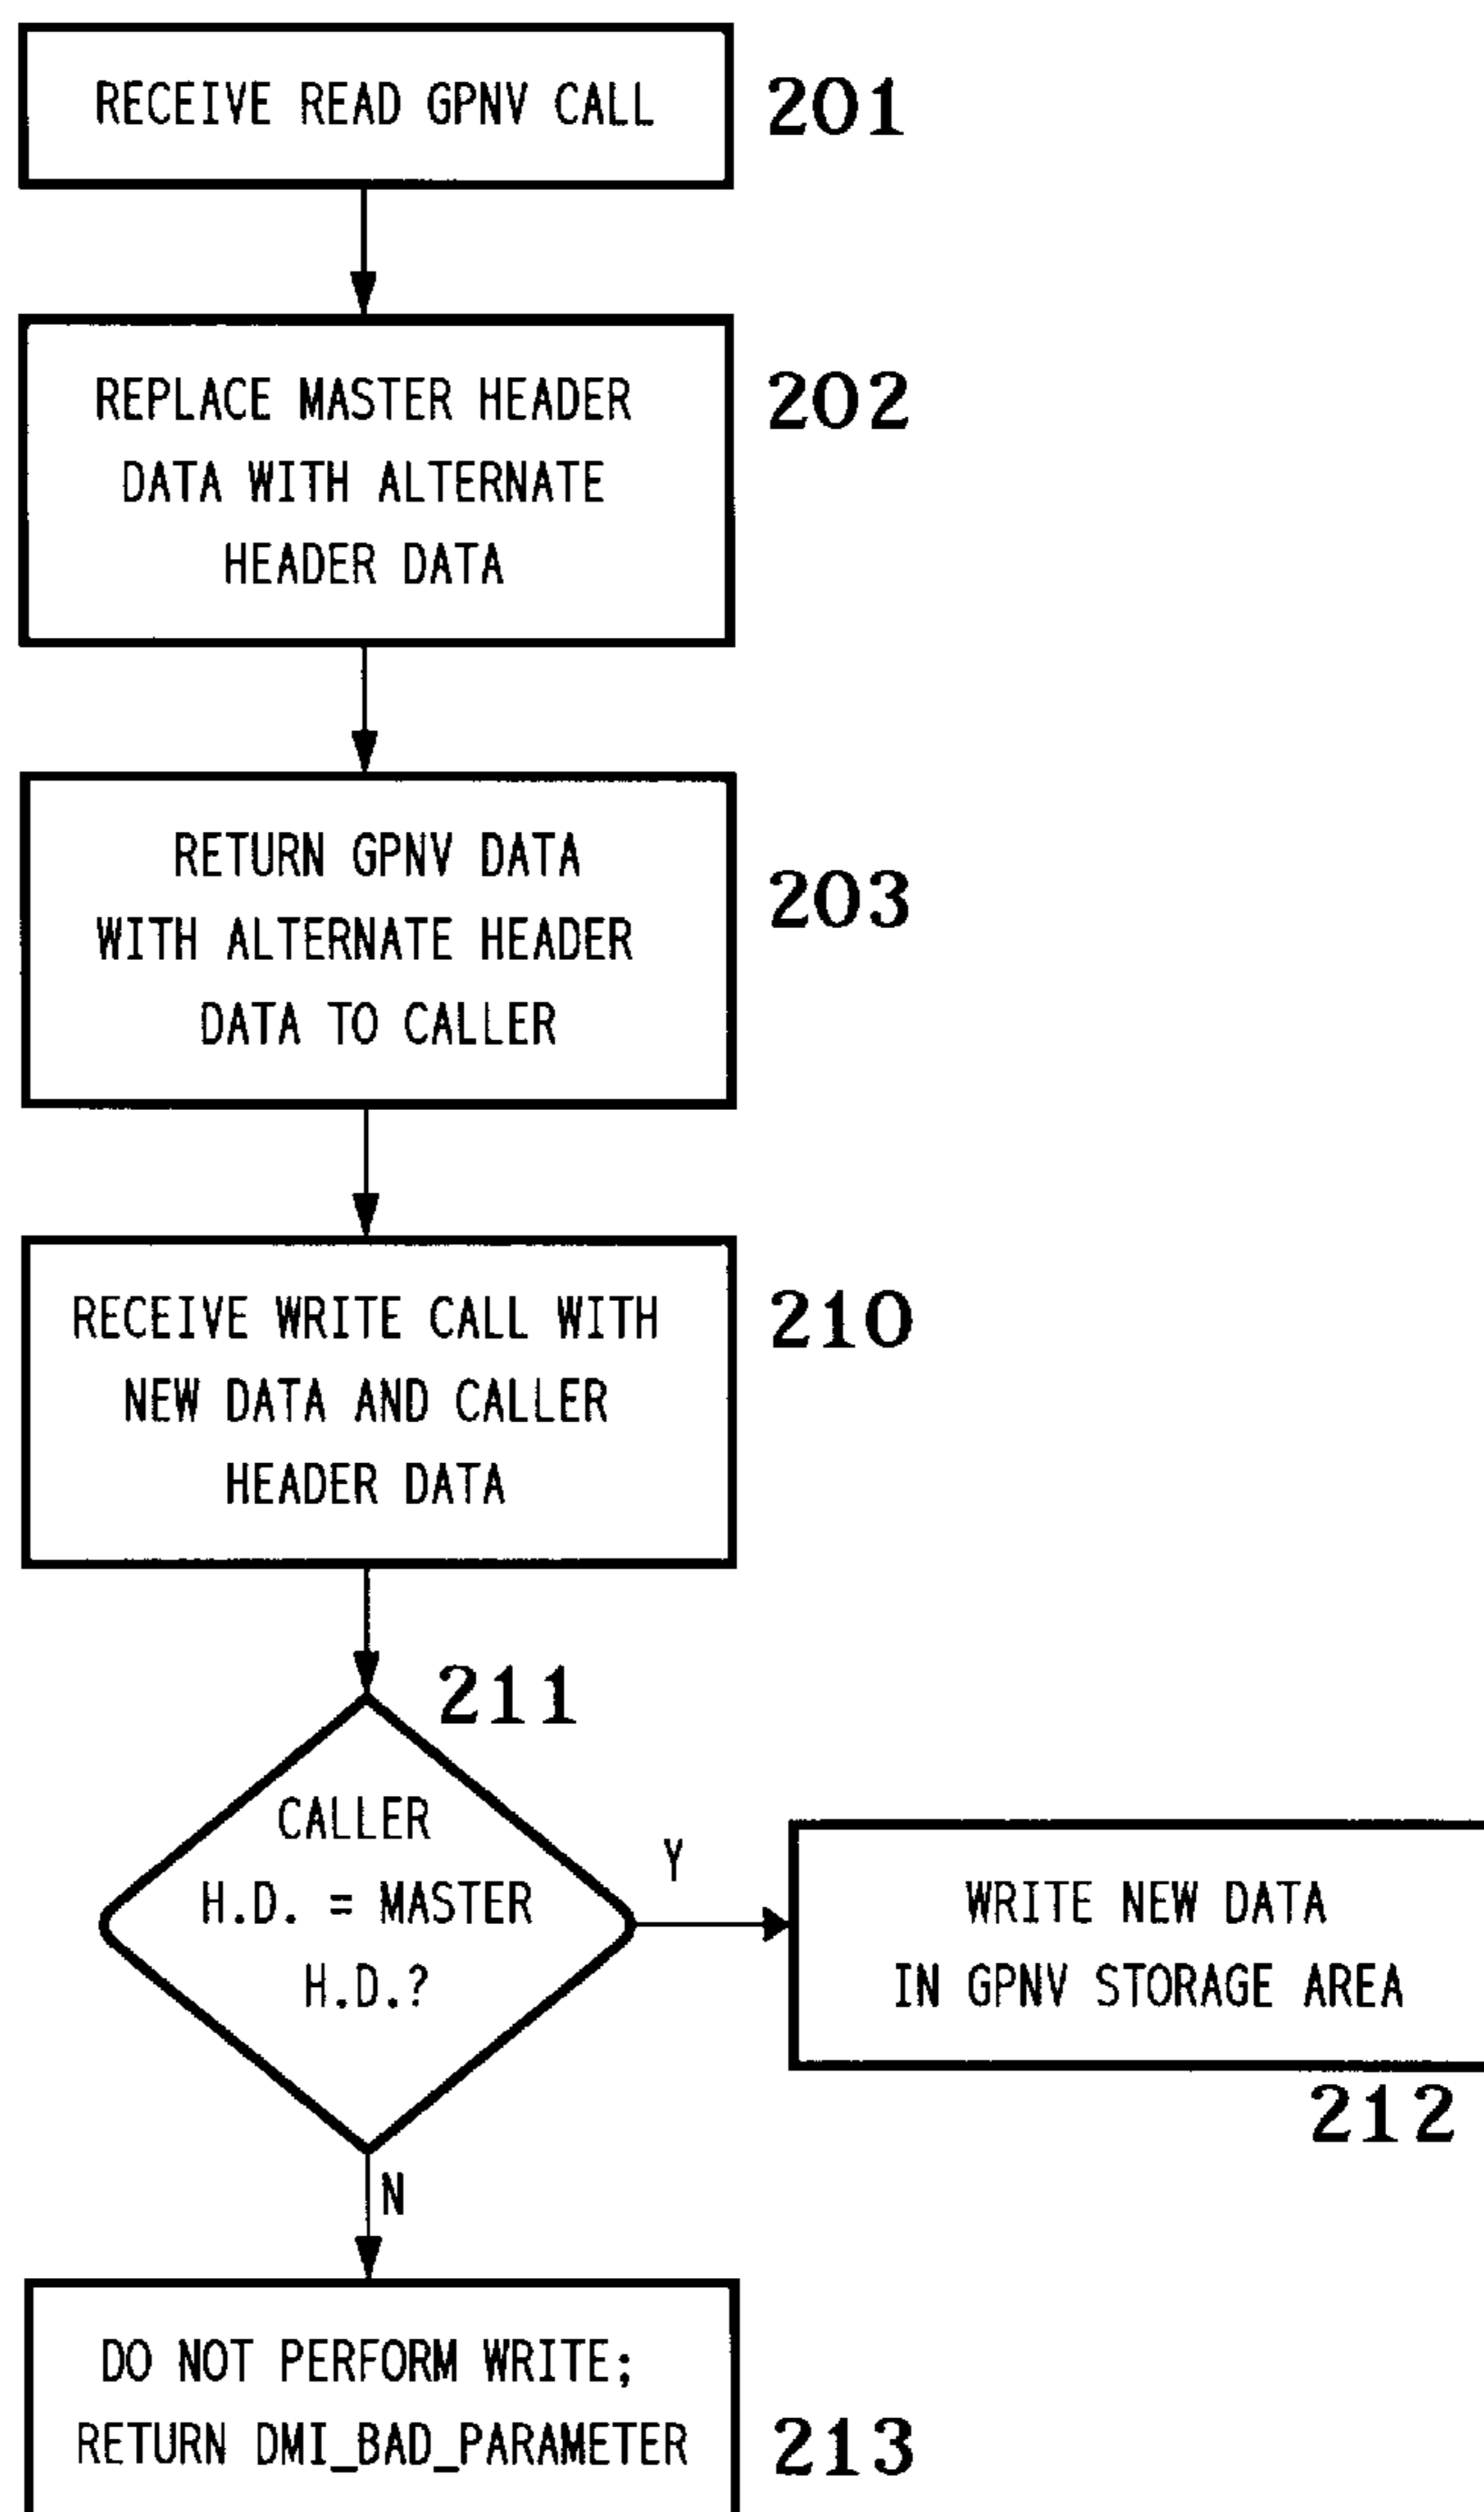 RECEIVE READ GPNV CALL
201
REPLACE MASTER HEADER
DATA WITH ALTERNATE
HEADER DATA
202
RETURN GPNV DATA
WITH ALTERNATE HEADER
DATA TO CALLER
203
RECEIVE WRITE CALL WITH
NEW DATA AND CALLER
HEADER DATA
210
211
CALLER
H.D. = MASTER
H.D.?
Y
WRITE NEW DATA
IN GPNV STORAGE AREA
212
N
DO NOT PERFORM WRITE;
RETURN DMI_BAD_PARAMETER
213